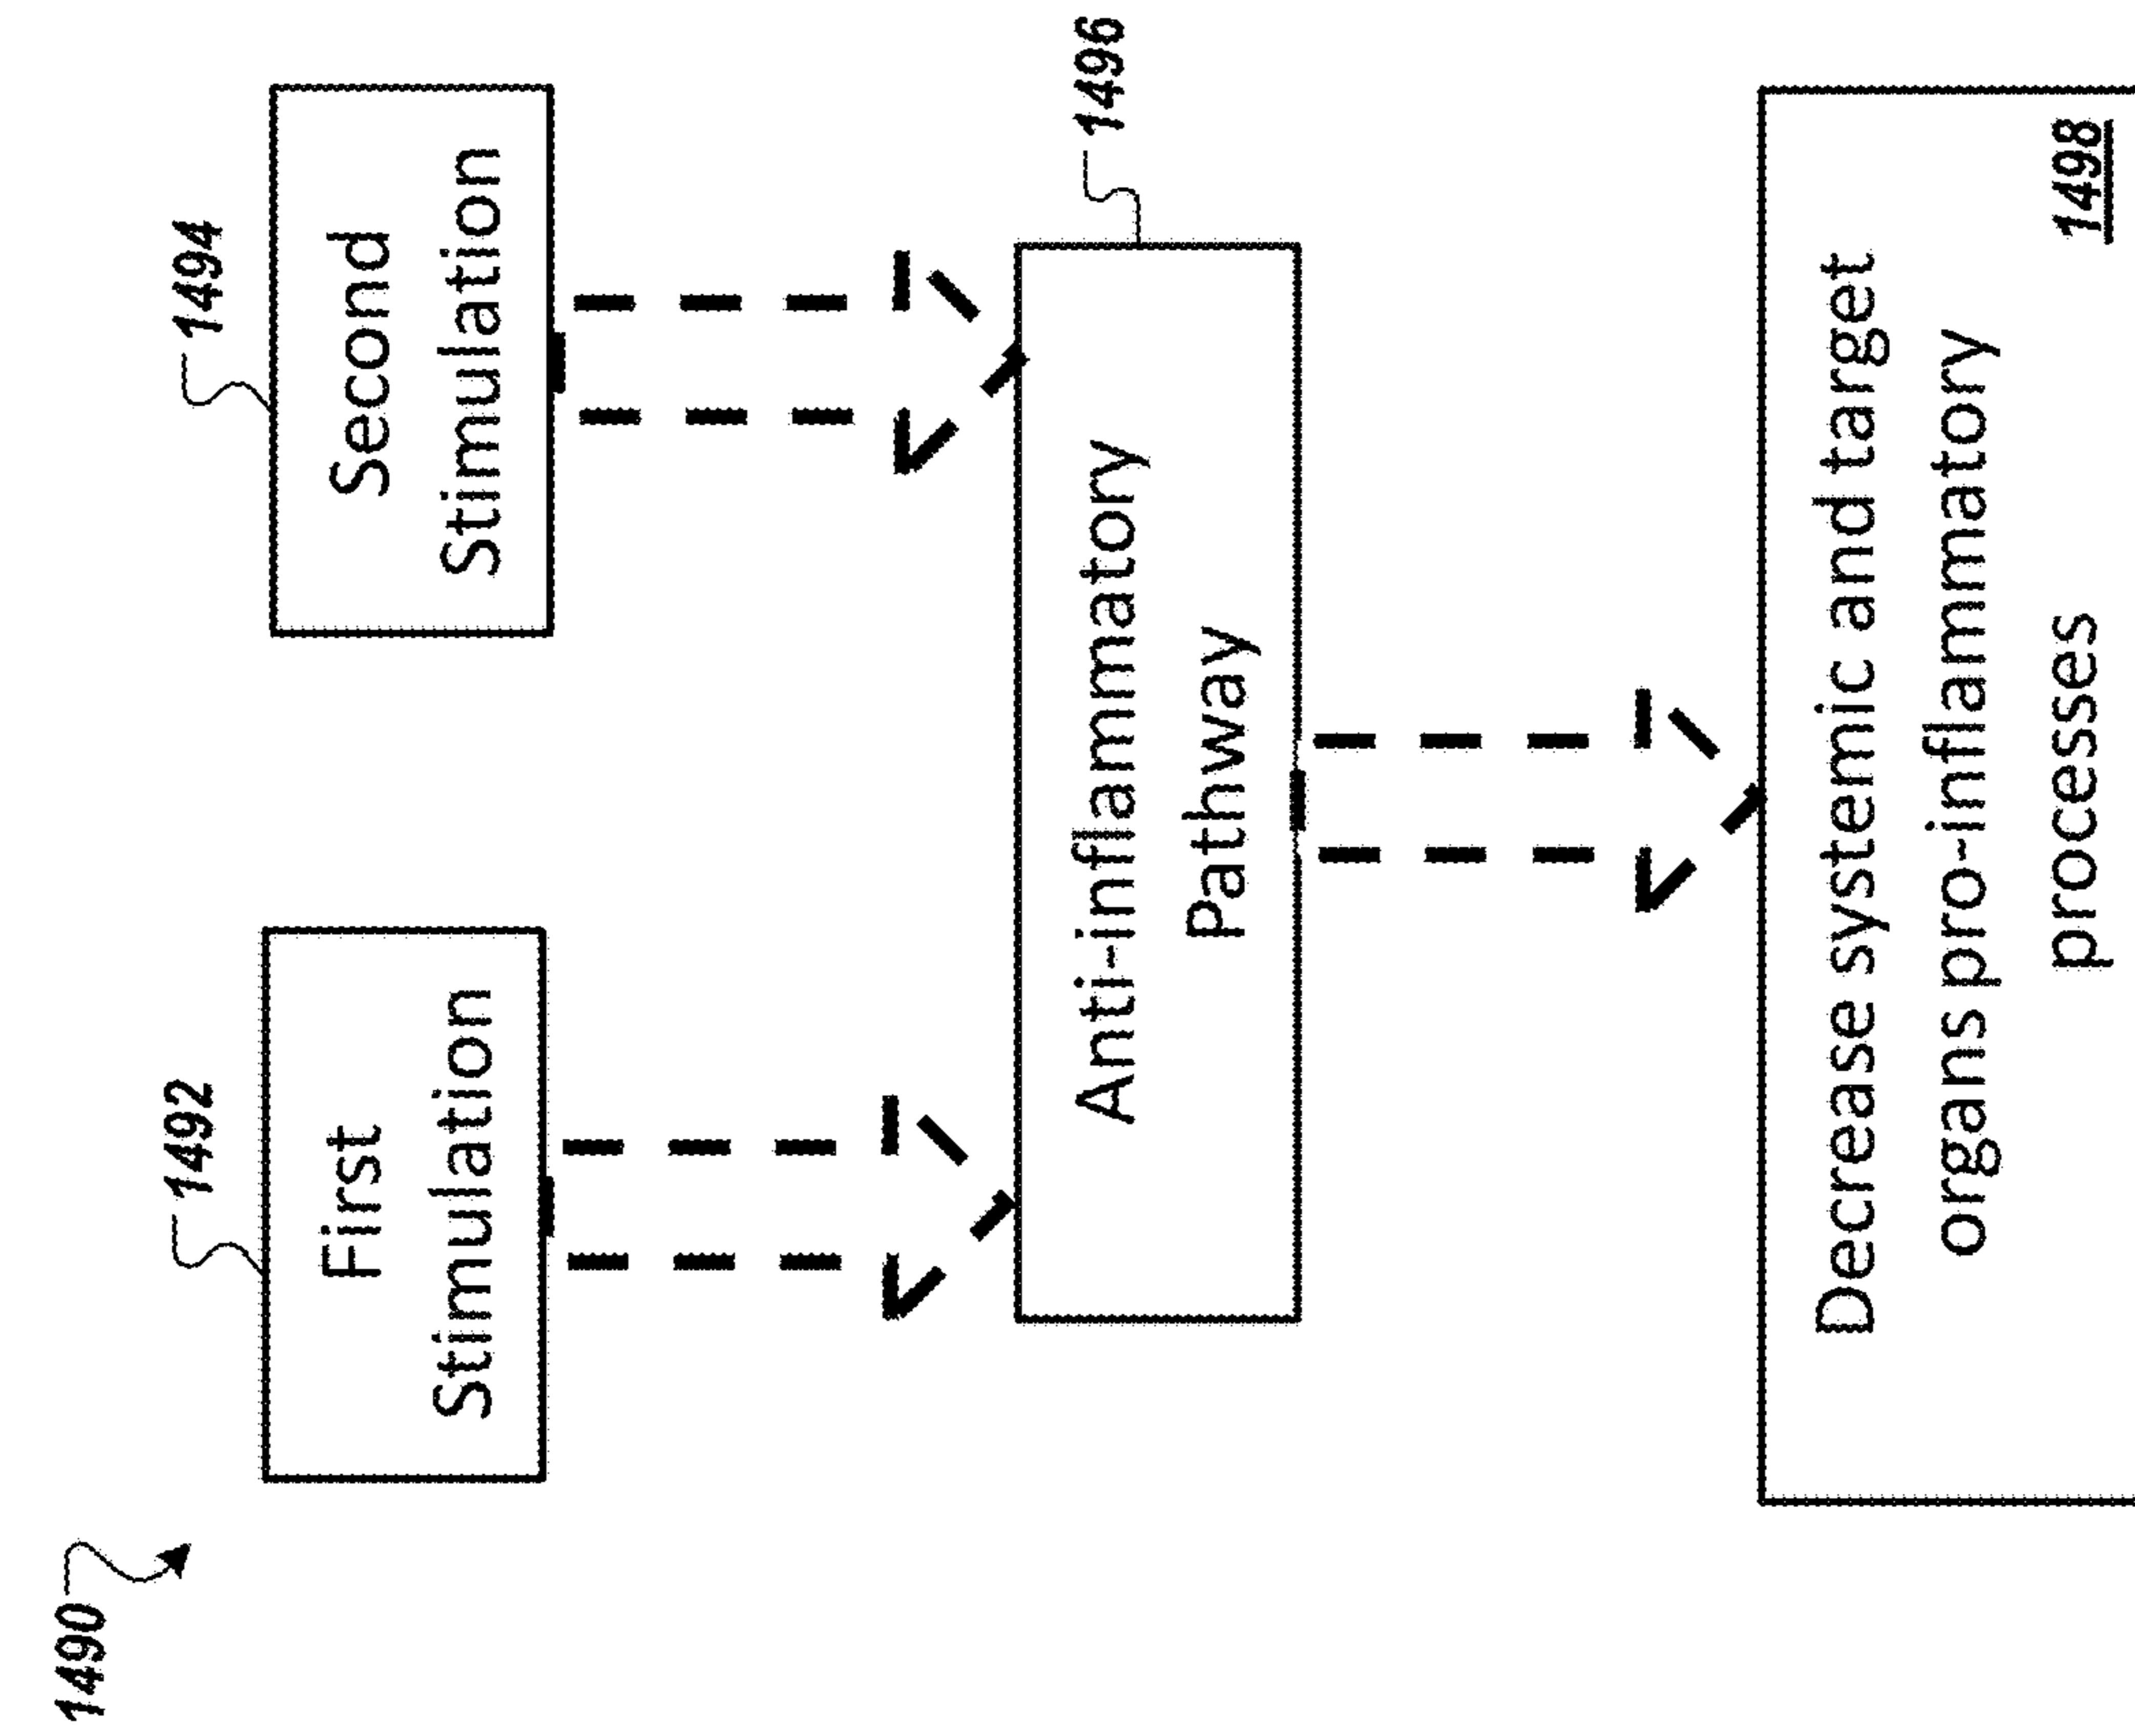 1490
1492
First
Stimulation
1494
Second
Stimulation
1496
Anti-inflammatory
Pathway
Decrease systemic and target
organs pro-inflammatory
processes
1498